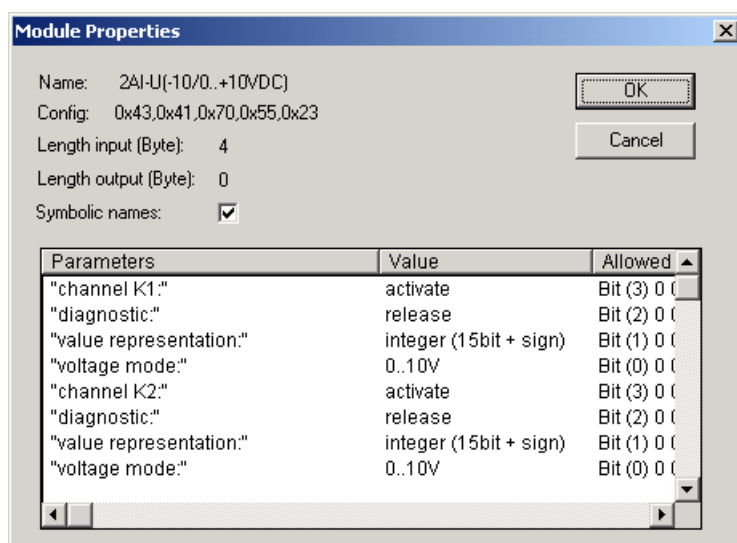 Module Properties
Name: 2AI-U(-10/0..+10VDC)
OK
Config: 0x43,0x41,0x70,0x55,0x23
Length input (Byte): 4
Cancel
Length output (Byte): 0
Symbolic names:
Parameters Value Allowed
"channel K1:" activate Bit (3) 0
"diagnostic:" release Bit (2) 0
"value representation:" integer (15bit + sign) Bit (1) 0
"voltage mode:" 0..10V Bit (0) 0
"channel K2:" activate Bit (3) 0
"diagnostic:" release Bit (2) 0
"value representation:" integer (15bit + sign) Bit (1) 0
"voltage mode:" 0..10V Bit (0) 0